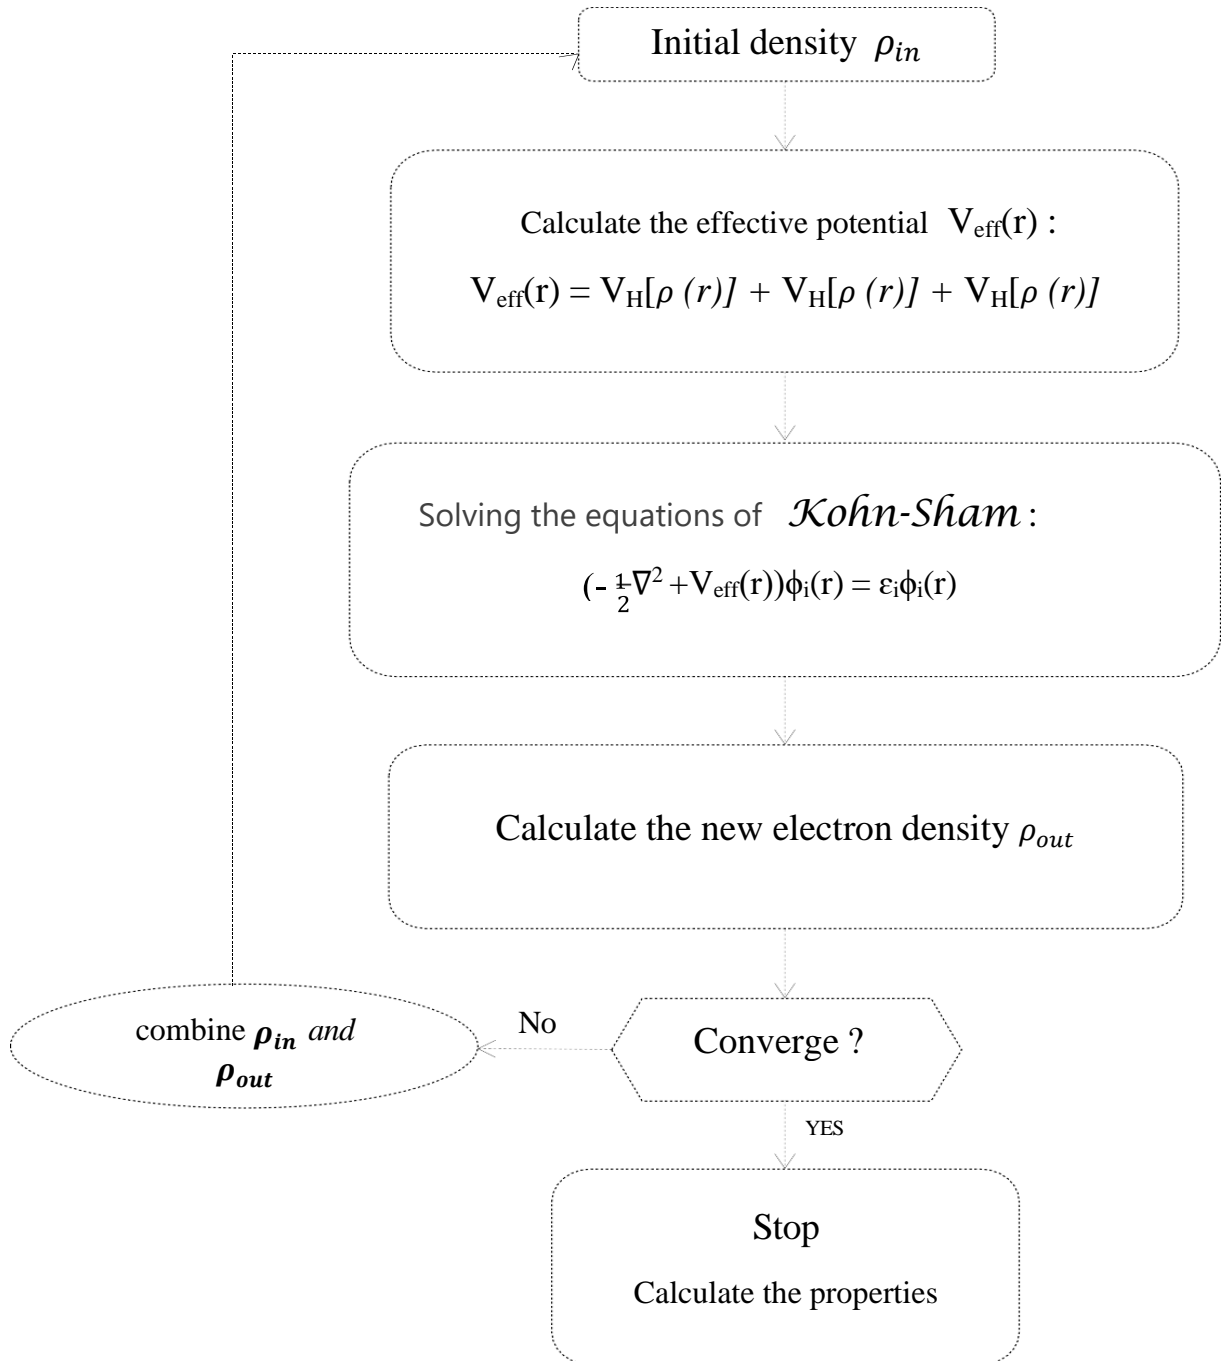 Initial density ρin
Calculate the effective potential Veff(r) :
Veff(r) = VH[ρ (r)] + VH[ρ (r)] + VH[ρ (r)]
Solving the equations of Kohn-Sham :
(- 1/2 ∇² +Veff(r))ϕi(r) = εiϕi(r)
Calculate the new electron density ρout
Converge ?
No
combine ρin and
ρout
YES
Stop
Calculate the properties